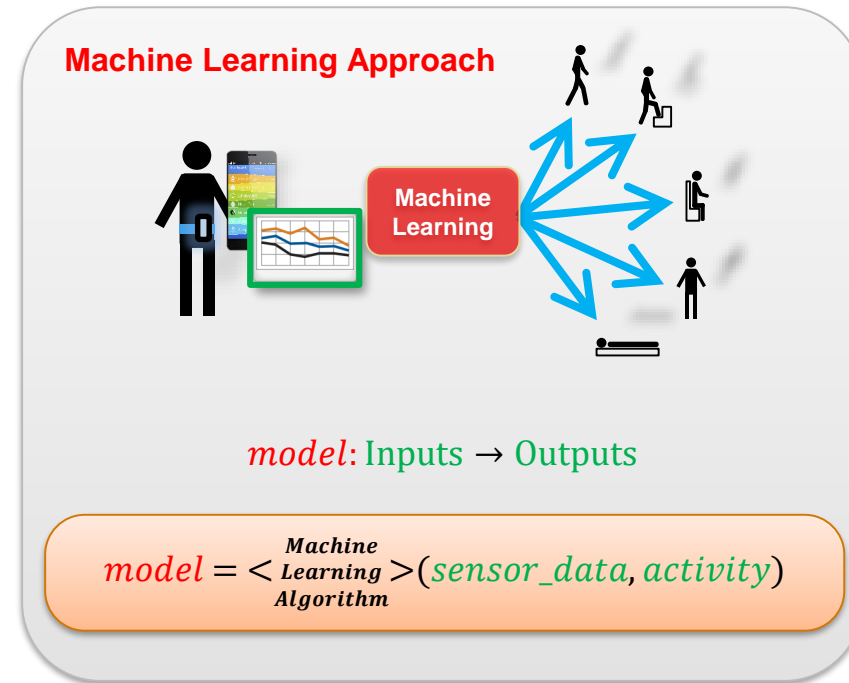 Machine Learning Approach
Machine
Learning
model: Inputs → Outputs
model = < Machine Learning Algorithm >(sensor_data, activity)